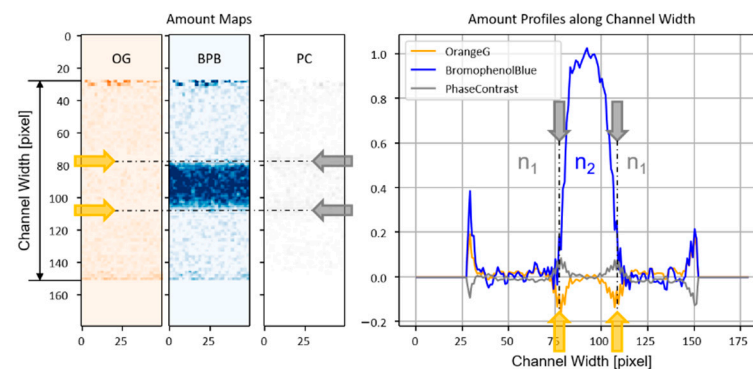 Amount Maps
OG
BPB
PC
0
20
40
60
80
100
120
140
160
Channel Width [pixel]
0 25 0 25 0 25
Amount Profiles along Channel Width
OrangeG
BromophenolBlue
PhaseContrast
1.0
0.8
0.6
0.4
0.2
0.0
−0.2
n1 n2 n1
0 25 50 75 100 125 150 175
Channel Width [pixel]